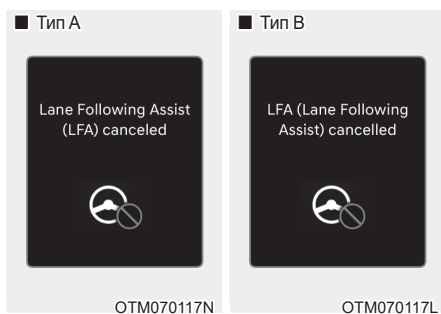 ■ Тип A
Lane Following Assist
(LFA) canceled
OTM070117N
■ Тип B
LFA (Lane Following
Assist) cancelled
OTM070117L